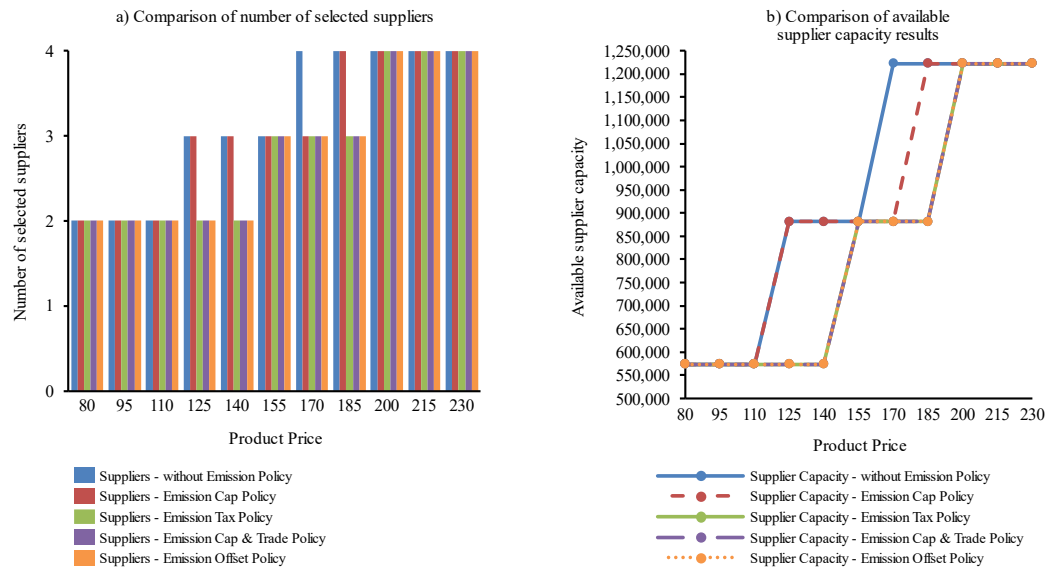 a) Comparison of number of selected suppliers
4
3
2
1
0
Number of selected suppliers
80 95 110 125 140 155 170 185 200 215 230
Product Price
Suppliers - without Emission Policy
Suppliers - Emission Cap Policy
Suppliers - Emission Tax Policy
Suppliers - Emission Cap & Trade Policy
Suppliers - Emission Offset Policy
b) Comparison of available
supplier capacity results
1,250,000
1,200,000
1,150,000
1,100,000
1,050,000
1,000,000
950,000
900,000
850,000
800,000
750,000
700,000
650,000
600,000
550,000
500,000
Available supplier capacity
80 95 110 125 140 155 170 185 200 215 230
Product Price
Supplier Capacity - without Emission Policy
Supplier Capacity - Emission Cap Policy
Supplier Capacity - Emission Tax Policy
Supplier Capacity - Emission Cap & Trade Policy
Supplier Capacity - Emission Offset Policy